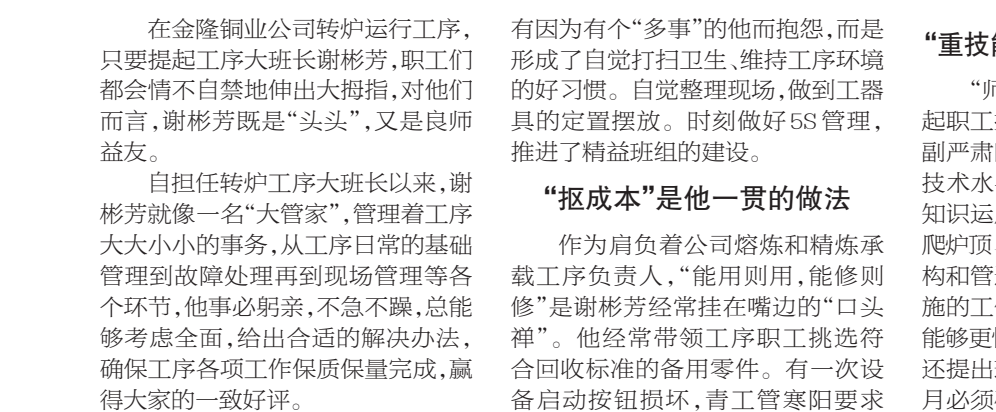 在金隆铜业公司转炉运行工序，
只要提起工序大班长谢彬芳，职工们
都会情不自禁地伸出大拇指，对他们
而言，谢彬芳既是“头头”，又是良师
益友。
自担任转炉工序大班长以来，谢
彬芳就像一名“大管家”，管理着工序
大大小小的事务，从工序日常的基础
管理到故障处理再到现场管理等各
个环节，他事必躬亲，不急不躁，总能
够考虑全面，给出合适的解决办法，
确保工序各项工作保质保量完成，赢
得大家的一致好评。
有因为有个“多事”的他而抱怨，而是
形成了自觉打扫卫生、维持工序环境
的好习惯。自觉整理现场，做到工器
具的定置摆放。时刻做好5S管理，
推进了精益班组的建设。
“抠成本”是他一贯的做法
作为肩负着公司熔炼和精炼承
载工序负责人，“能用则用，能修则
修”是谢彬芳经常挂在嘴边的“口头
禅”。他经常带领工序职工挑选符
合回收标准的备用零件。有一次设
备启动按钮损坏，青工管寒阳要求
“重技
“师
起职工
副严肃
技术水
知识运
爬炉顶
构和管
施的工
能够更
还提出
月必须